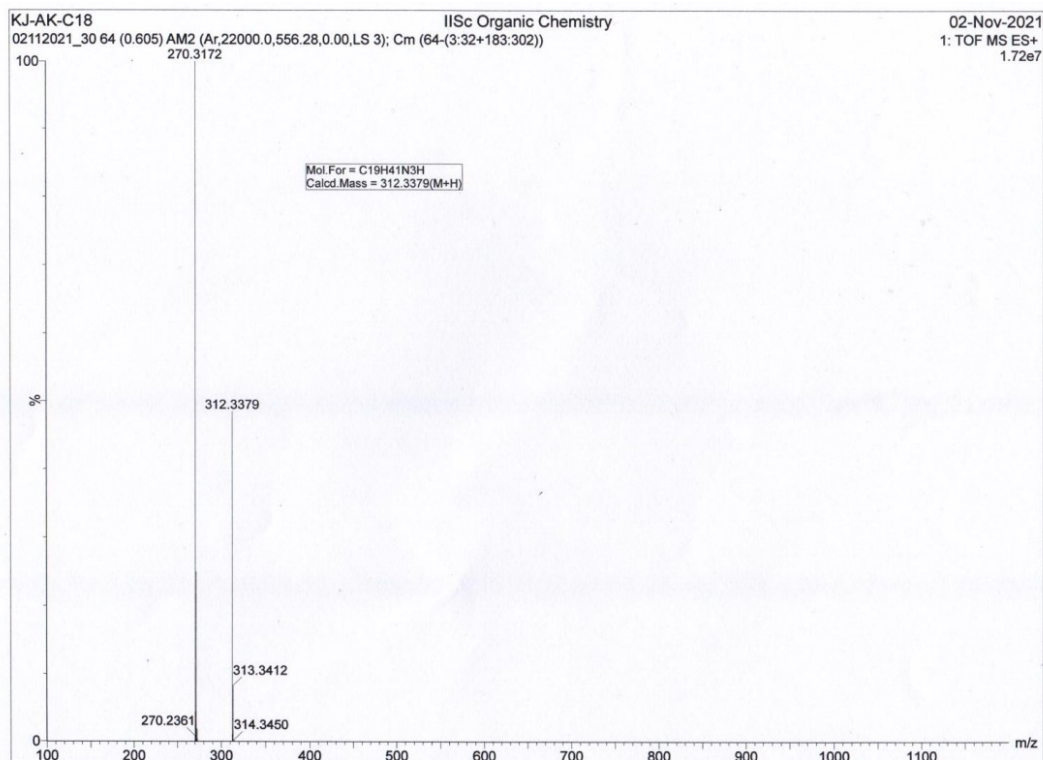 KJ-AK-C18 IISc Organic Chemistry 02-Nov-2021
02112021_30 64 (0.605) AM2 (Ar,22000.0,556.28,0.00,LS 3); Cm (64-(3:32+183:302)) 1: TOF MS ES+
270.3172 1.72e7
100
Mol.For = C19H41N3H
Calcd.Mass = 312.3379(M+H)
%
312.3379
313.3412
270.2361
314.3450
0
100 200 300 400 500 600 700 800 900 1000 1100 m/z